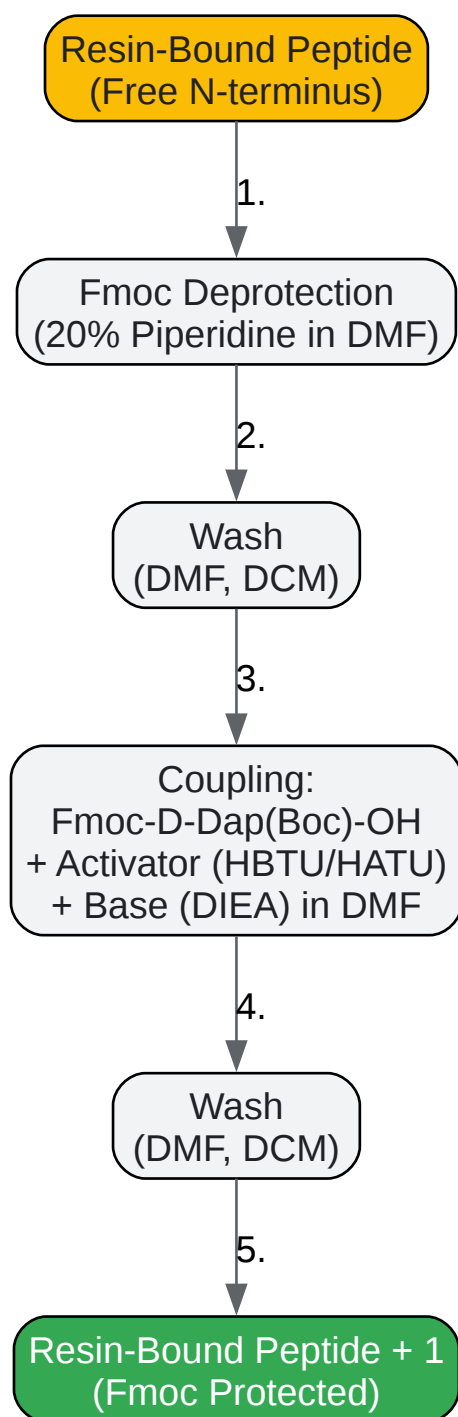 Resin-Bound Peptide
(Free N-terminus)
1.
Fmoc Deprotection
(20% Piperidine in DMF)
2.
Wash
(DMF, DCM)
3.
Coupling:
Fmoc-D-Dap(Boc)-OH
+ Activator (HBTU/HATU)
+ Base (DIEA) in DMF
4.
Wash
(DMF, DCM)
5.
Resin-Bound Peptide + 1
(Fmoc Protected)